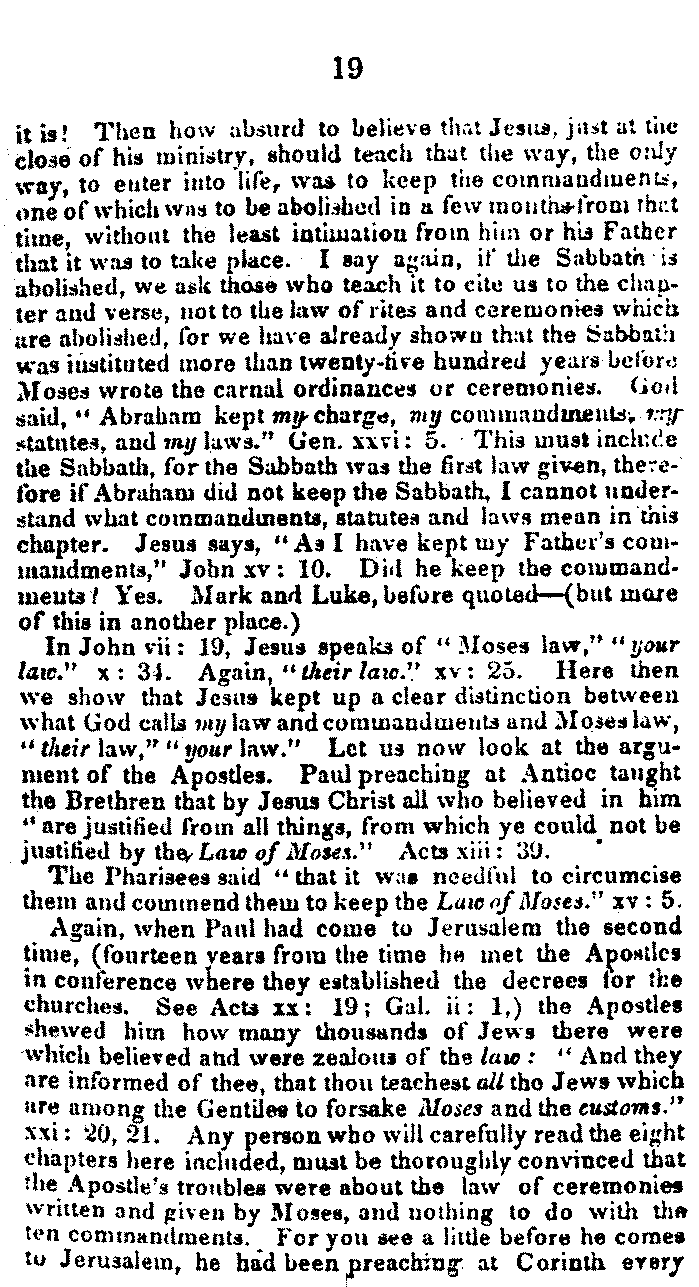 19
it is! Then how absurd to believe that Jesus, just at the
close of his ministry, should teach that the way, the only
way, to enter into life, was to keep the commandments,
one of which was to be abolished in a few months from that
time, without the least intimation from him or his Father
that it was to take place. I say again, if the Sabbath is
abolished, we ask those who teach it to cite us to the chap-
ter and verse, not to the law of rites and ceremonies which
are abolished, for we have already shown that the Sabbath
was instituted more than twenty-five hundred years before
Moses wrote the carnal ordinances or ceremonies. God
said, “ Abraham kept my charge, my commandments, my
statutes, and my laws.” Gen. xxvi: 5. This must include
the Sabbath, for the Sabbath was the first law given, there-
fore if Abraham did not keep the Sabbath, I cannot under-
stand what commandments, statutes and laws mean in this
chapter. Jesus says, “As I have kept my Father's com-
mandments,” John xv: 10. Did he keep the command-
ments? Yes. Mark and Luke, before quoted—(but more
of this in another place.)
In John vii: 19, Jesus speaks of “ Moses law,” “your
law.” x: 34. Again, “their law.” xv: 25. Here then
we show that Jesus kept up a clear distinction between
what God calls my law and commandments and Moses law,
“their law,” “your law.” Let us now look at the argu-
ment of the Apostles. Paul preaching at Antioc taught
the Brethren that by Jesus Christ all who believed in him
“are justified from all things, from which ye could not be
justified by the Law of Moses.” Acts xiii: 39.
The Pharisees said “that it was needful to circumcise
them and commend them to keep the Law of Moses.” xv: 5.
Again, when Paul had come to Jerusalem the second
time, (fourteen years from the time he met the Apostles
in conference where they established the decrees for the
churches. See Acts xx: 19; Gal. ii: 1,) the Apostles
shewed him how many thousands of Jews there were
which believed and were zealous of the law: “ And they
are informed of thee, that thou teachest all the Jews which
are among the Gentiles to forsake Moses and the customs.”
xxi: 20, 21. Any person who will carefully read the eight
chapters here included, must be thoroughly convinced that
the Apostle's troubles were about the law of ceremonies
written and given by Moses, and nothing to do with the
ten commandments. For you see a little before he comes
to Jerusalem, he had been preaching at Corinth every